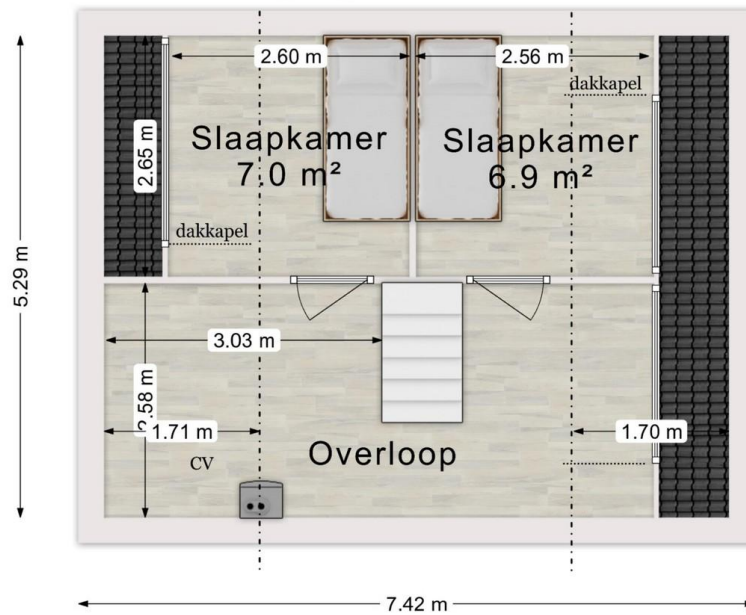 2.60 m
2.56 m
dakkapel
Slaapkamer
7.0 m²
Slaapkamer
6.9 m²
2.65 m
dakkapel
5.29 m
3.03 m
2.58 m
1.71 m
1.70 m
Overloop
CV
7.42 m